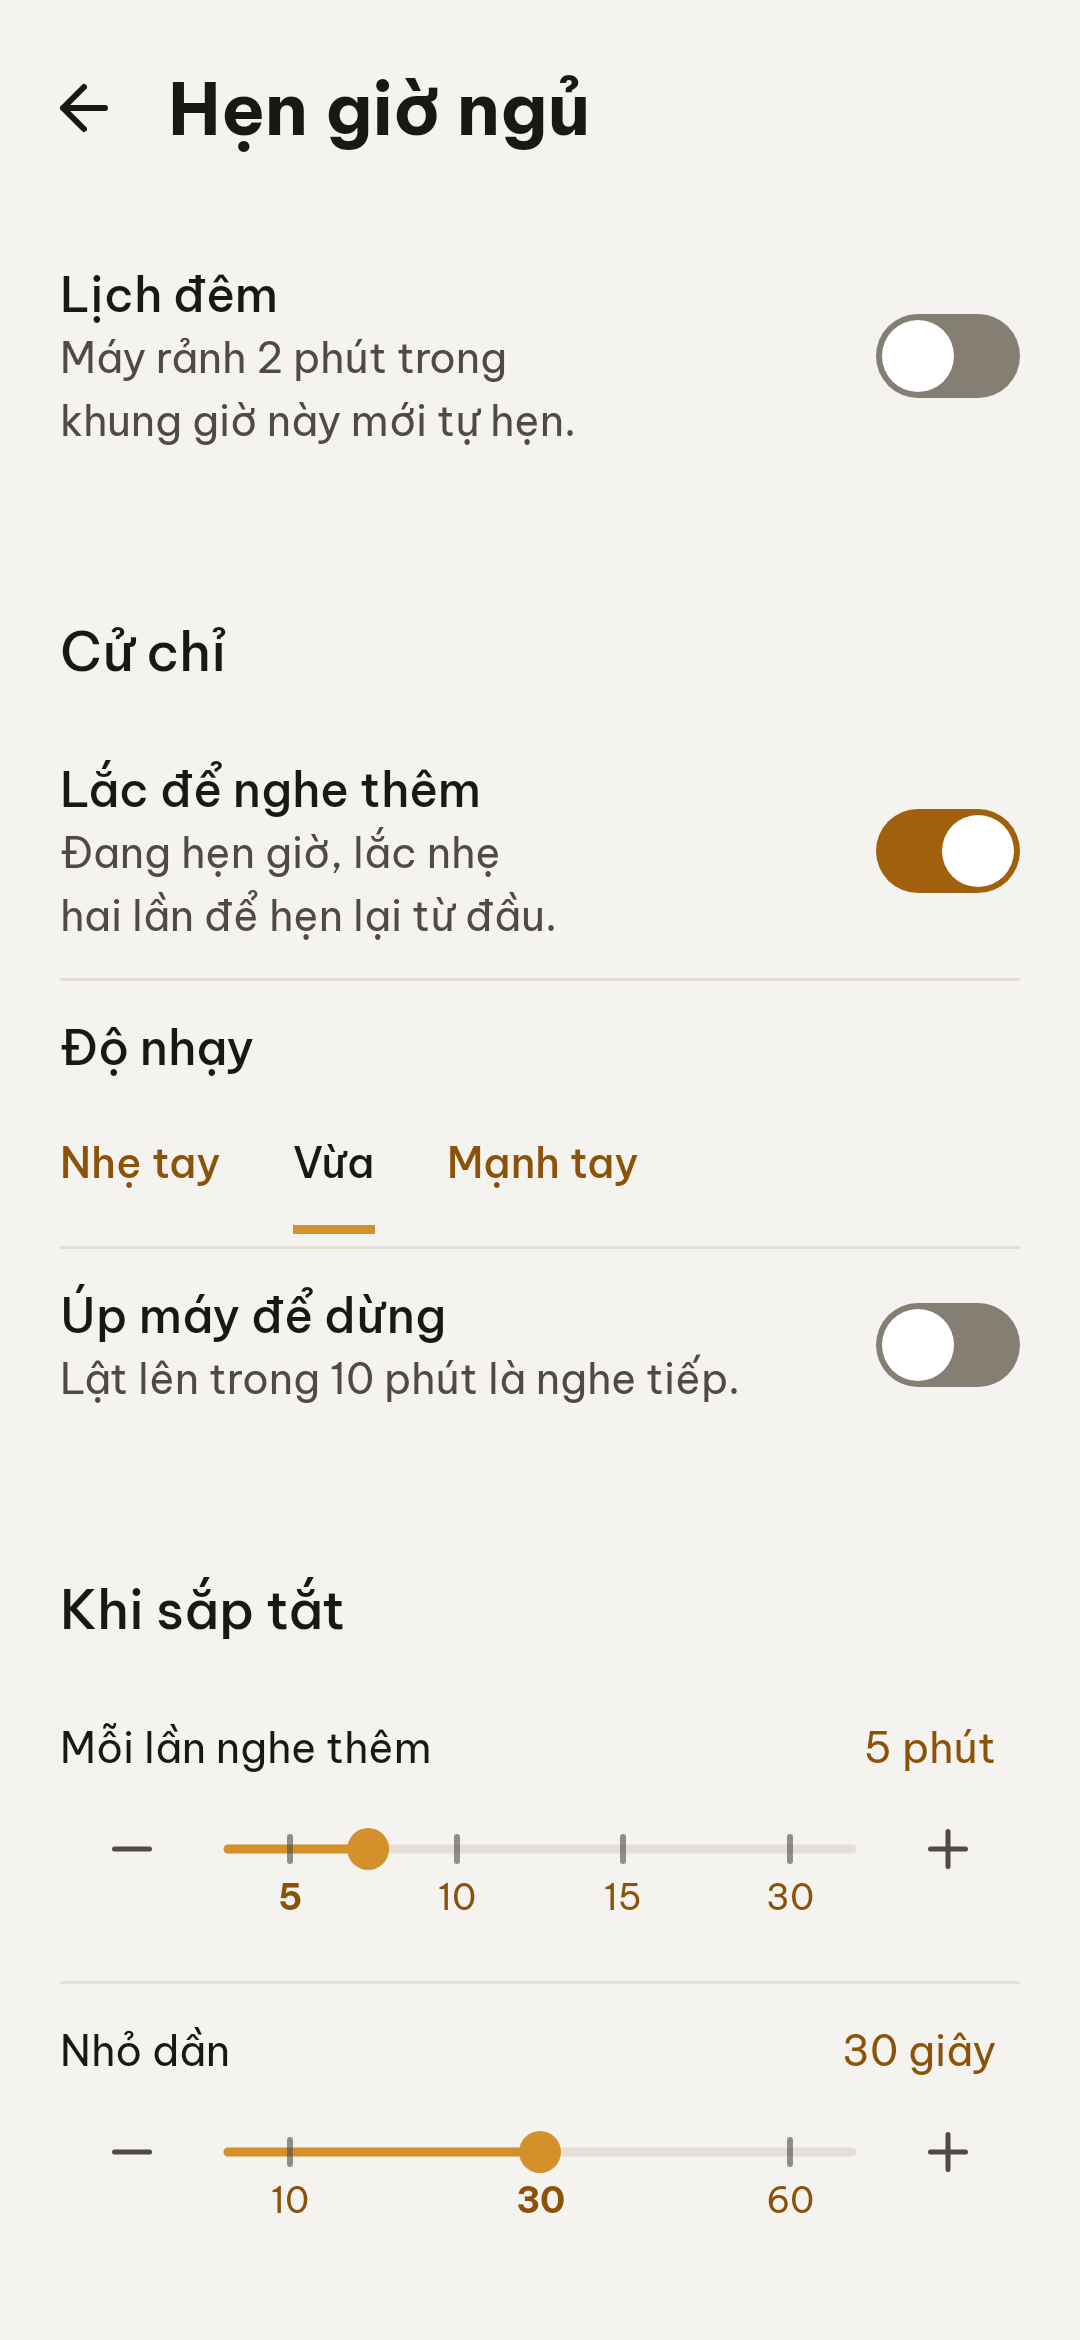 Hẹn giờ ngủ
Lịch đêm
Máy rảnh 2 phút trong
khung giờ này mới tự hẹn.
Cử chỉ
Lắc để nghe thêm
Đang hẹn giờ, lắc nhẹ
hai lần để hẹn lại từ đầu.
Độ nhạy
Nhẹ tay Vừa Mạnh tay
Úp máy để dừng
Lật lên trong 10 phút là nghe tiếp.
Khi sắp tắt
Mỗi lần nghe thêm 5 phút
5 10 15 30
Nhỏ dần 30 giây
10 30 60